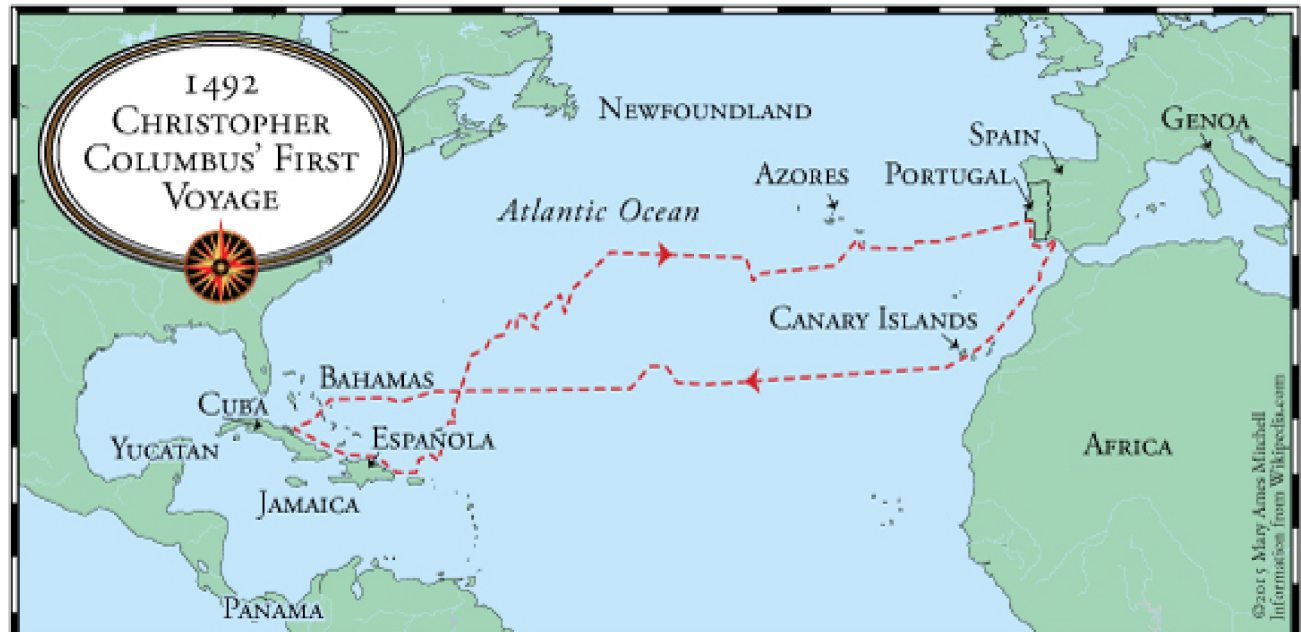 1492
Christopher
Columbus' First
Voyage
Newfoundland
Genoa
Spain
Azores
Portugal
Atlantic Ocean
Canary Islands
Bahamas
Cuba
Española
Yucatan
Africa
Jamaica
Panama
©2015 Mary Ames Mitchell
Information from Wikipedia.com